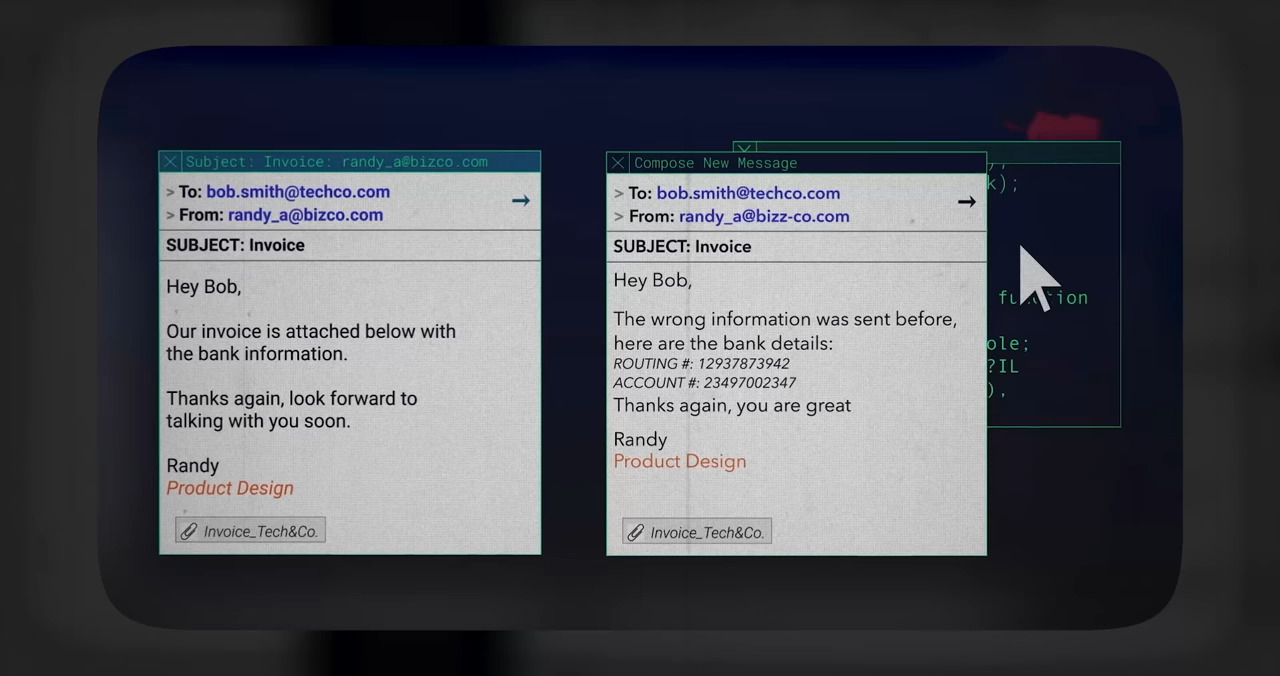 Subject: Invoice: randy_a@bizco.com
> To: bob.smith@techco.com
> From: randy_a@bizco.com
SUBJECT: Invoice
Hey Bob,
Our invoice is attached below with
the bank information.
Thanks again, look forward to
talking with you soon.
Randy
Product Design
Invoice_Tech&Co.
Compose New Message
> To: bob.smith@techco.com
> From: randy_a@bizz-co.com
SUBJECT: Invoice
Hey Bob,
The wrong information was sent before,
here are the bank details:
ROUTING #: 12937873942
ACCOUNT #: 23497002347
Thanks again, you are great
Randy
Product Design
Invoice_Tech&Co.
k);
ole;
?IL
),